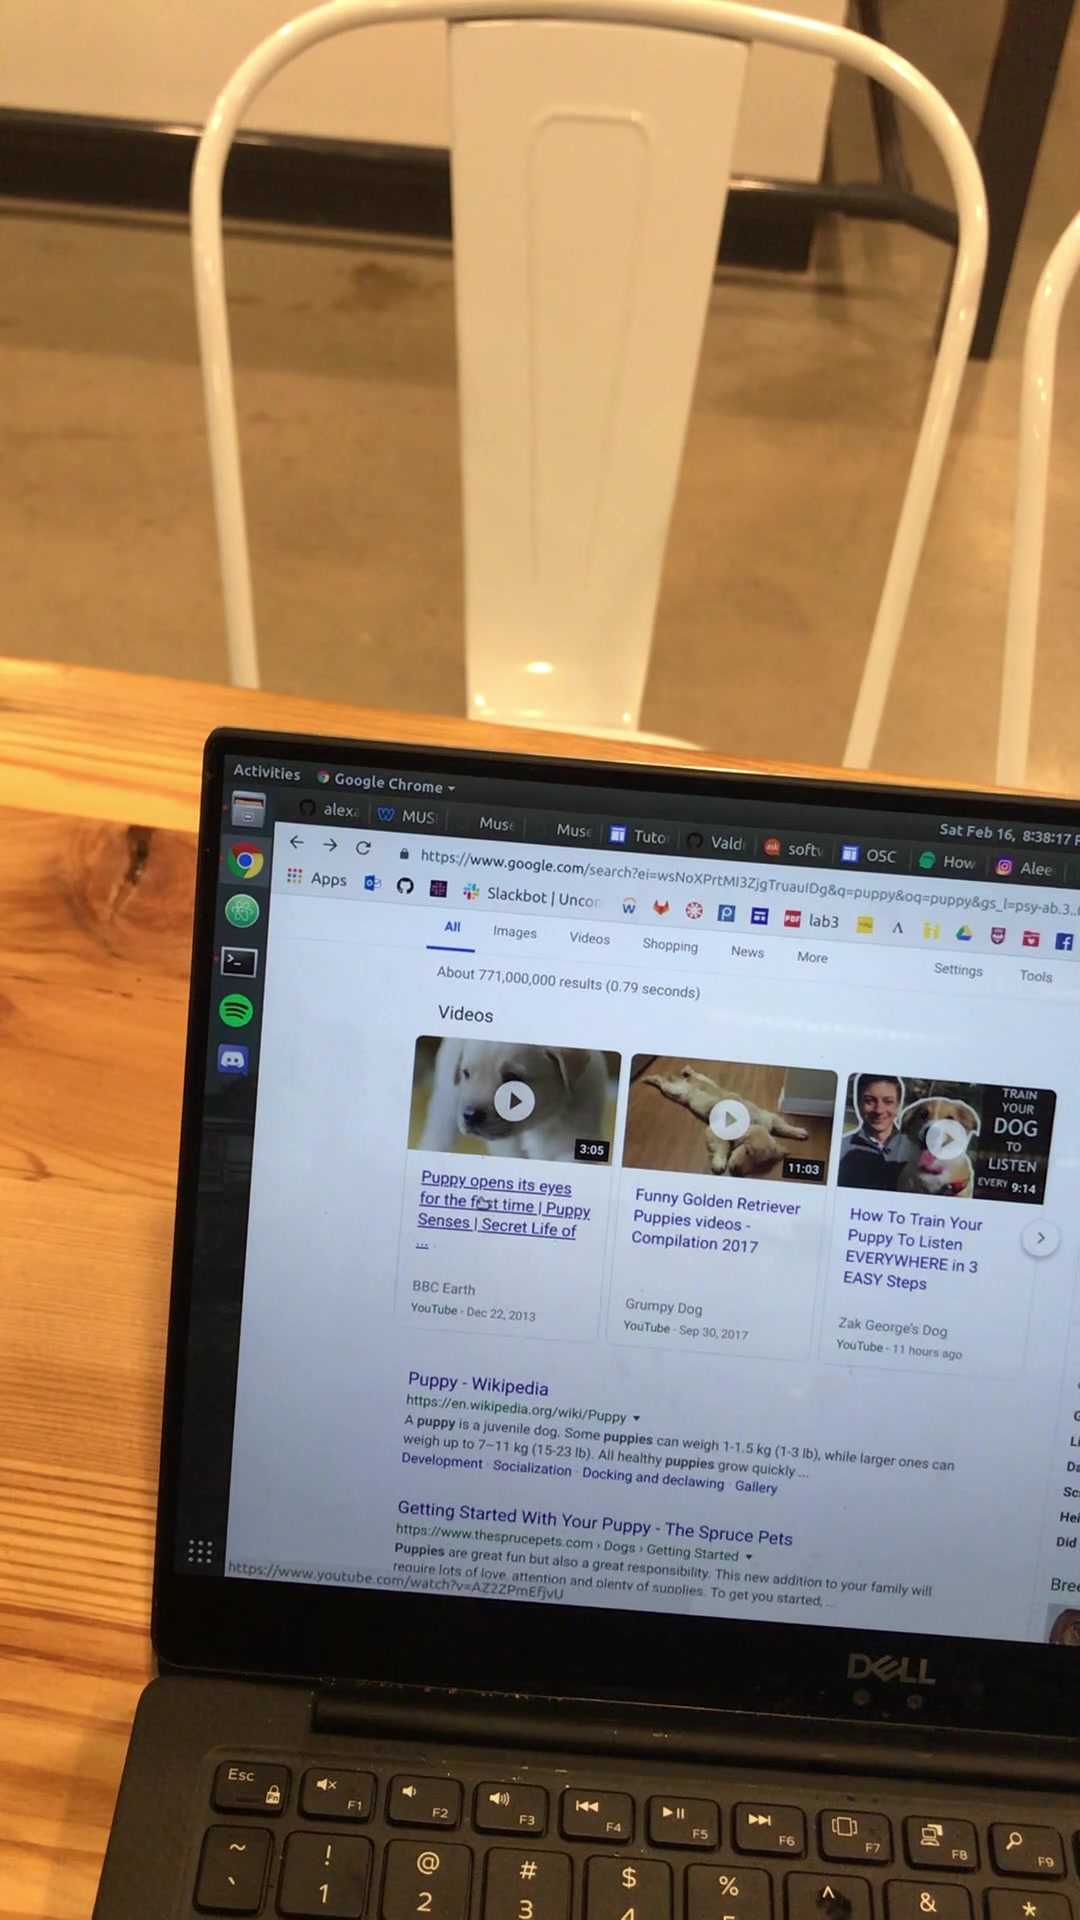 Activities
Google Chrome
Sat Feb 16, 8:38:17
alexa
MUS
Muse
Muse
Tuto
Vald
softv
OSC
How
Alee
https://www.google.com/search?ei=wsNoXPrtMI3ZjgTruauIDg&q=puppy&oq=puppy&gs_l=psy-ab.3..
Apps
Slackbot | Uncon
lab3
All
Images
Videos
Shopping
News
More
Settings
Tools
About 771,000,000 results (0.79 seconds)
Videos
3:05
11:03
TRAIN
YOUR
DOG
TO
LISTEN
EVERY
9:14
Puppy opens its eyes
for the first time | Puppy
Senses | Secret Life of
...
BBC Earth
YouTube - Dec 22, 2013
Funny Golden Retriever
Puppies videos -
Compilation 2017
Grumpy Dog
YouTube - Sep 30, 2017
How To Train Your
Puppy To Listen
EVERYWHERE in 3
EASY Steps
Zak George's Dog
YouTube - 11 hours ago
Puppy - Wikipedia
https://en.wikipedia.org/wiki/Puppy
A puppy is a juvenile dog. Some puppies can weigh 1-1.5 kg (1-3 lb), while larger ones can
weigh up to 7–11 kg (15-23 lb). All healthy puppies grow quickly ...
Development · Socialization · Docking and declawing · Gallery
Getting Started With Your Puppy - The Spruce Pets
https://www.thesprucepets.com › Dogs › Getting Started
Puppies are great fun but also a great responsibility. This new addition to your family will
require lots of love, attention and plenty of supplies. To get you started, ...
https://www.youtube.com/watch?v=AZ2ZPmEfjvU
Li
Da
Sc
Hei
Did
Bree
DELL
Esc
F1
F2
F3
F4
F5
F6
F7
F8
F9
~ ! @ # $ % ^ & *
\` 1 2 3 4 5